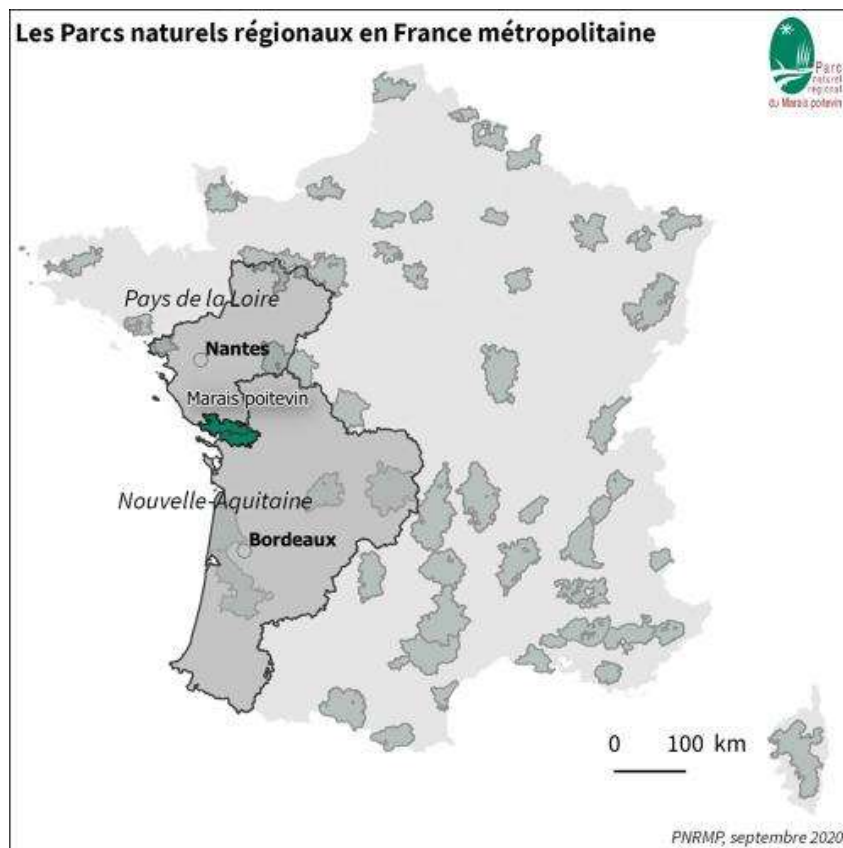 Les Parcs naturels régionaux en France métropolitaine
Parc
naturel
régional
du Marais poitevin
Pays de la Loire
Nantes
Marais poitevin
Nouvelle-Aquitaine
Bordeaux
0 100 km
PNRMP, septembre 2020